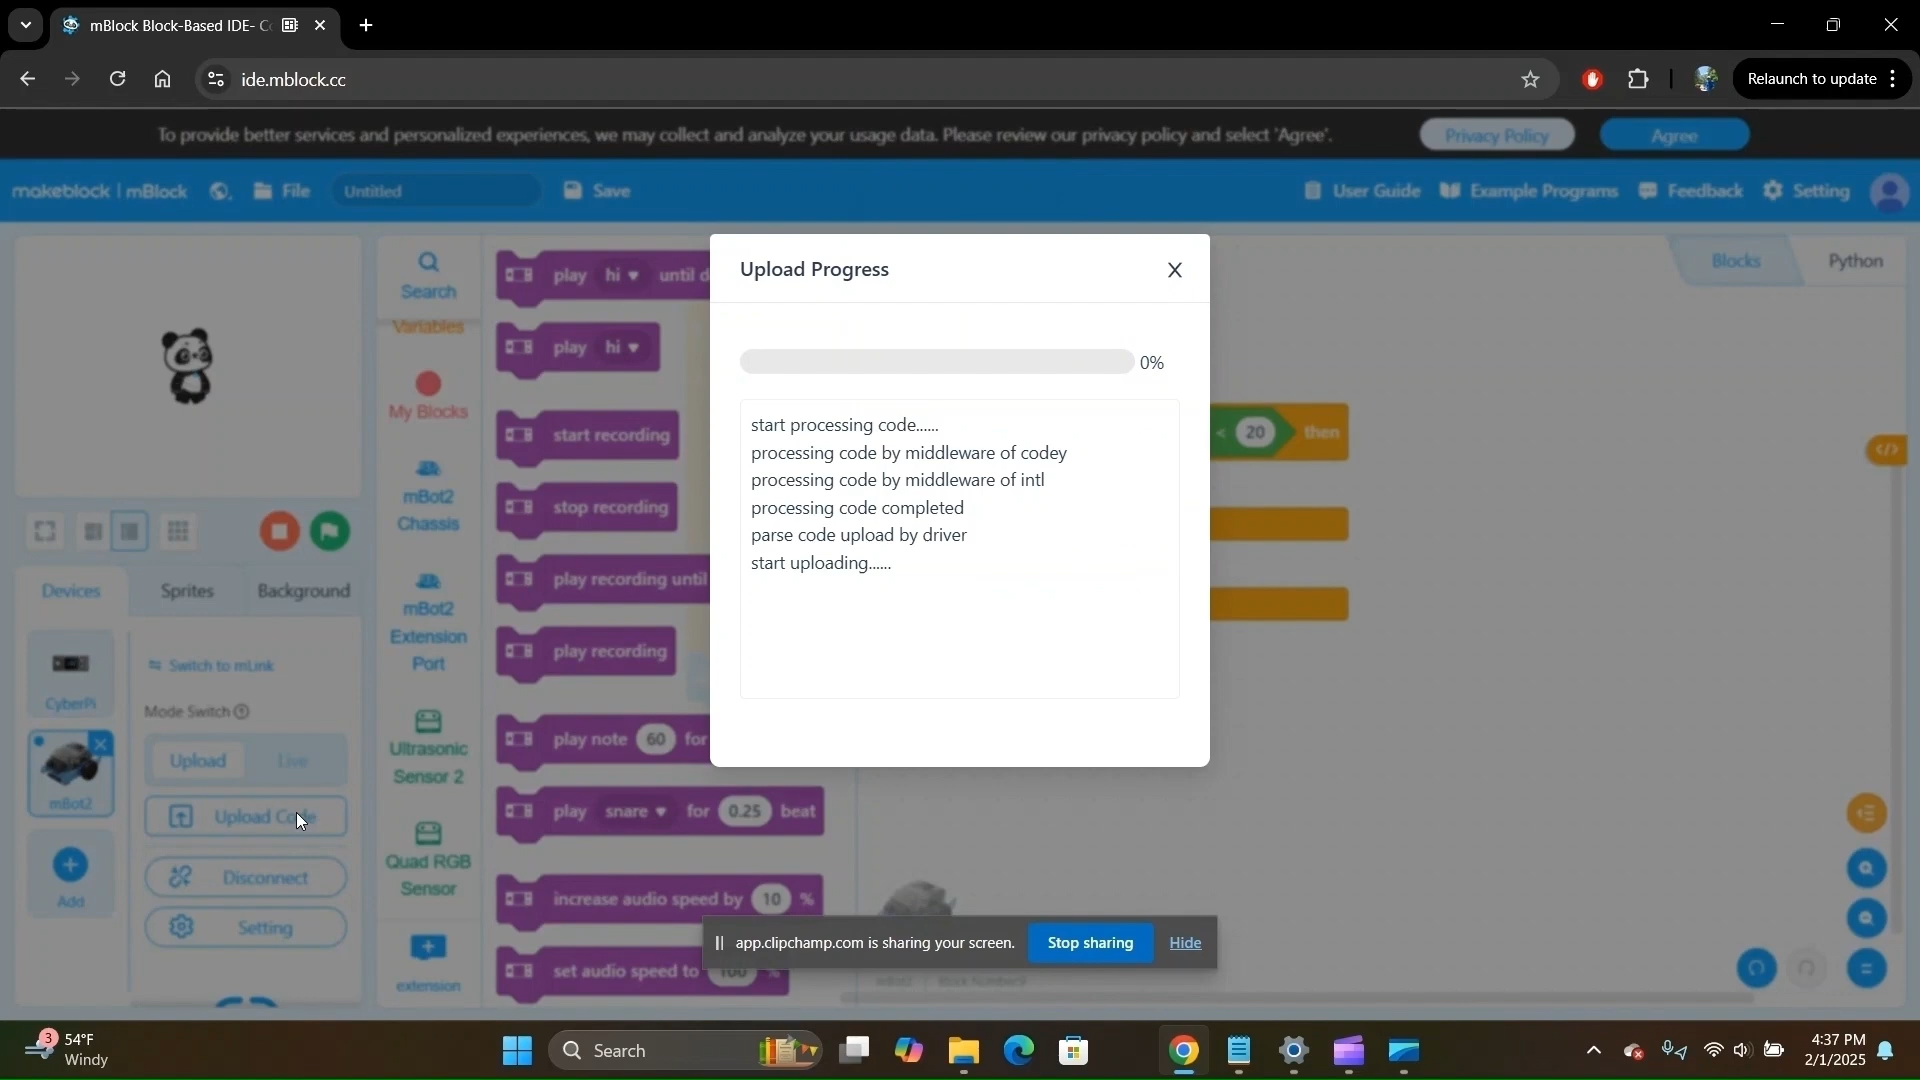 mBlock Block-Based IDE- Co
ide.mblock.cc
Relaunch to update
To provide better services and personalized experiences, we may collect and analyze your usage data. Please review our privacy policy and select 'Agree'.
Privacy Policy
Agree
makeblock | mBlock
File
Untitled
Save
User Guide
Example Programs
Feedback
Setting
Search
Variables
My Blocks
mBot2
Chassis
mBot2
Extension
Port
Ultrasonic
Sensor 2
Quad RGB
Sensor
extension
play hi until d
play hi
start recording
stop recording
play recording until
play recording
play note 60 for
play snare for 0.25 beat
increase audio speed by 10 %
set audio speed to 100 %
Upload Progress
0%
start processing code......
processing code by middleware of codey
processing code by middleware of intl
processing code completed
parse code upload by driver
start uploading......
< 20 then
Blocks
Python
</>
Devices
Sprites
Background
CyberPi
mBot2
Add
Switch to mLink
Mode Switch
Upload
Live
Upload Code
Disconnect
Setting
app.clipchamp.com is sharing your screen.
Stop sharing
Hide
3
54°F
Windy
Search
4:37 PM
2/1/2025